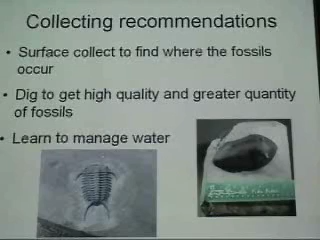 Collecting recommendations
• Surface collect to find where the fossils
occur
• Dig to get high quality and greater quantity
of fossils
• Learn to manage water